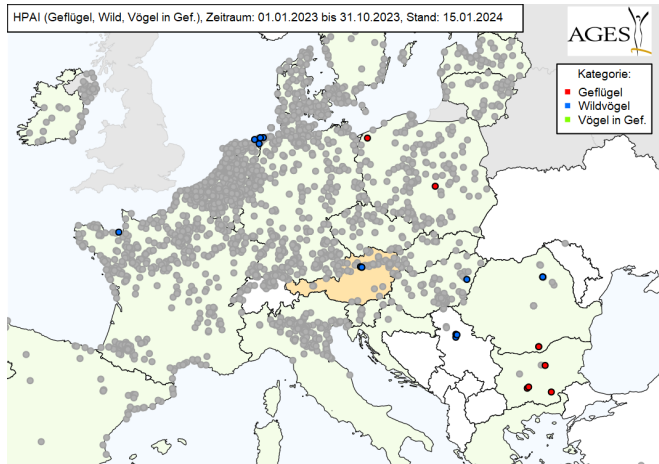 HPAI (Geflügel, Wild, Vögel in Gef.), Zeitraum: 01.01.2023 bis 31.10.2023, Stand: 15.01.2024
AGES
Kategorie:
Geflügel
Wildvögel
Vögel in Gef.